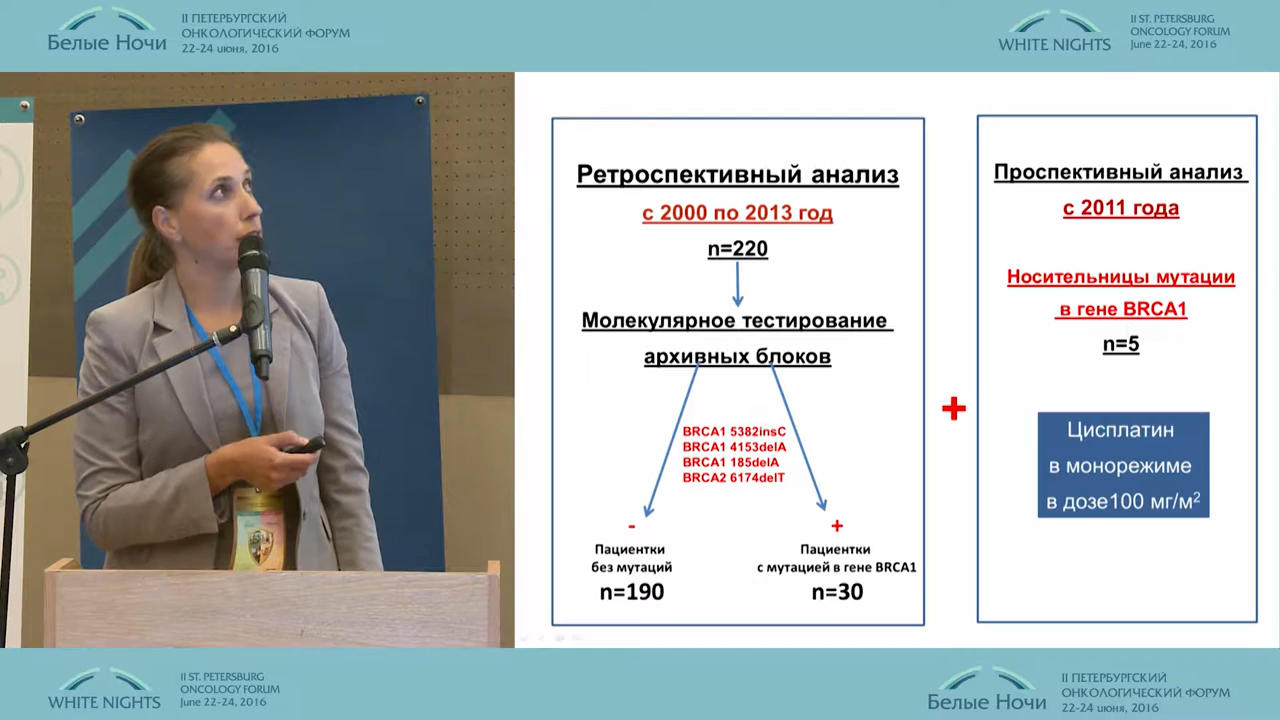 II ПЕТЕРБУРГСКИЙ
ОНКОЛОГИЧЕСКИЙ ФОРУМ
Белые Ночи
22-24 июня, 2016
II ST. PETERSBURG
ONCOLOGY FORUM
WHITE NIGHTS
June 22-24, 2016
Ретроспективный анализ
с 2000 по 2013 год
n=220
Молекулярное тестирование
архивных блоков
BRCA1 5382insC
BRCA1 4153delA
BRCA1 185delA
BRCA2 6174delT
-
+
Пациентки
без мутаций
n=190
Пациентки
с мутацией в гене BRCA1
n=30
+
Проспективный анализ
с 2011 года
Носительницы мутации
в гене BRCA1
n=5
Цисплатин
в монорежиме
в дозе100 мг/м²
II ST. PETERSBURG
ONCOLOGY FORUM
WHITE NIGHTS
June 22-24, 2016
II ПЕТЕРБУРГСКИЙ
ОНКОЛОГИЧЕСКИЙ ФОРУМ
Белые Ночи
22-24 июня, 2016